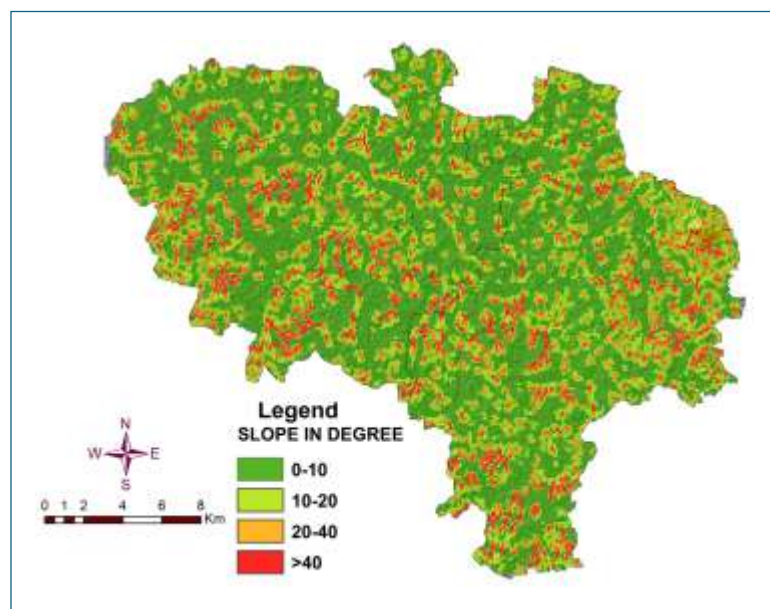 Legend
SLOPE IN DEGREE
0-10
10-20
20-40
>40
N
W E
S
0 1 2 4 6 8
Km